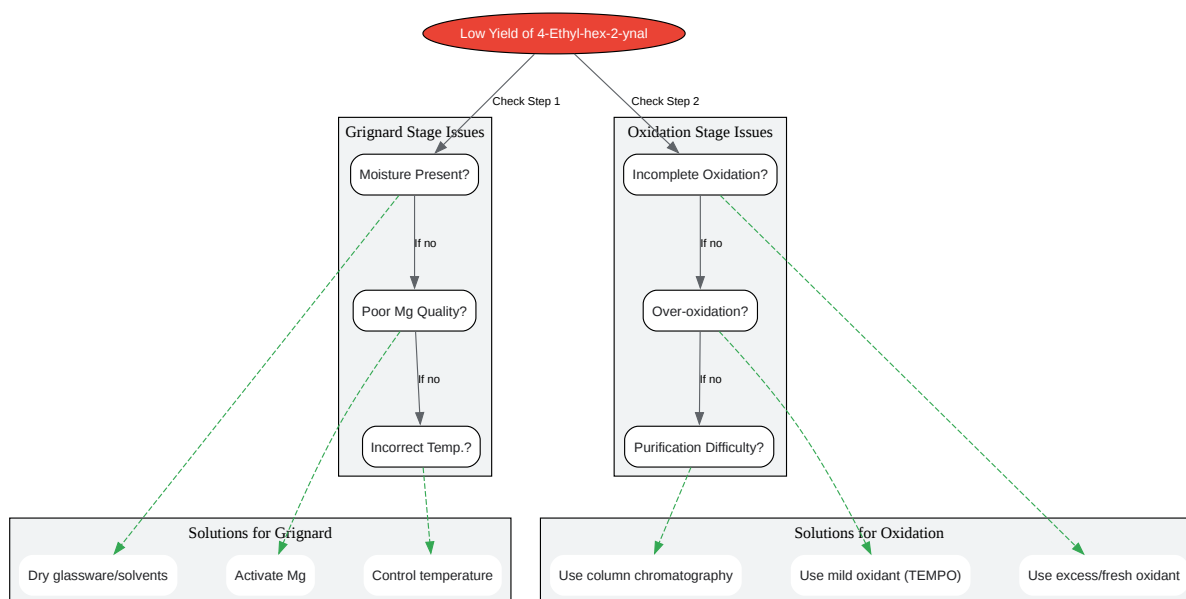 Low Yield of 4-Ethyl-hex-2-ynal
Check Step 1
Check Step 2
Grignard Stage Issues
Oxidation Stage Issues
Moisture Present?
Incomplete Oxidation?
If no
If no
Poor Mg Quality?
Over-oxidation?
If no
If no
Incorrect Temp.?
Purification Difficulty?
Solutions for Grignard
Solutions for Oxidation
Dry glassware/solvents
Activate Mg
Control temperature
Use column chromatography
Use mild oxidant (TEMPO)
Use excess/fresh oxidant